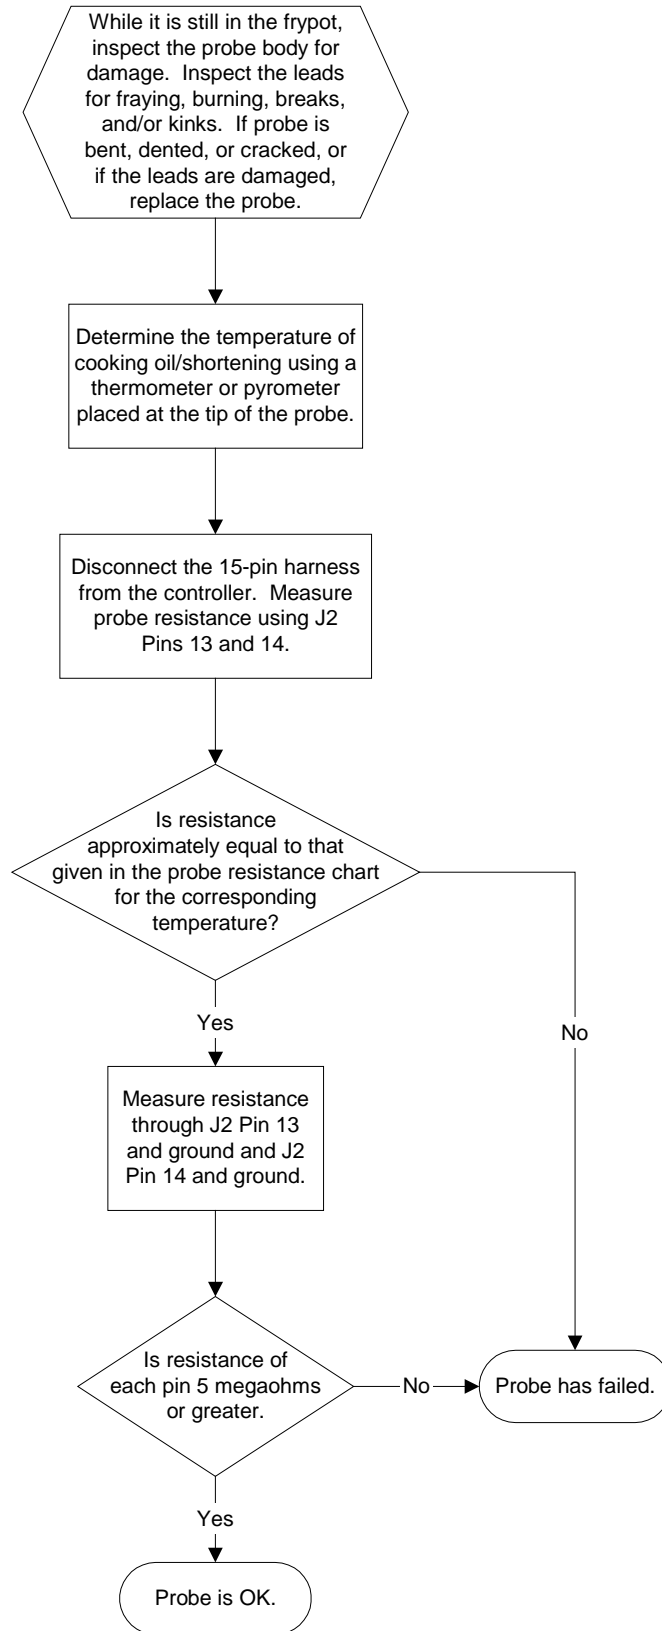 While it is still in the frypot,
inspect the probe body for
damage.  Inspect the leads
for fraying, burning, breaks,
and/or kinks.  If probe is
bent, dented, or cracked, or
if the leads are damaged,
replace the probe.
Determine the temperature of
cooking oil/shortening using a
thermometer or pyrometer
placed at the tip of the probe.
Disconnect the 15-pin harness
from the controller.  Measure
probe resistance using J2
Pins 13 and 14.
Is resistance
approximately equal to that
given in the probe resistance chart
for the corresponding
temperature?
Yes
No
Measure resistance
through J2 Pin 13
and ground and J2
Pin 14 and ground.
Is resistance of
each pin 5 megaohms
or greater.
No
Probe has failed.
Yes
Probe is OK.